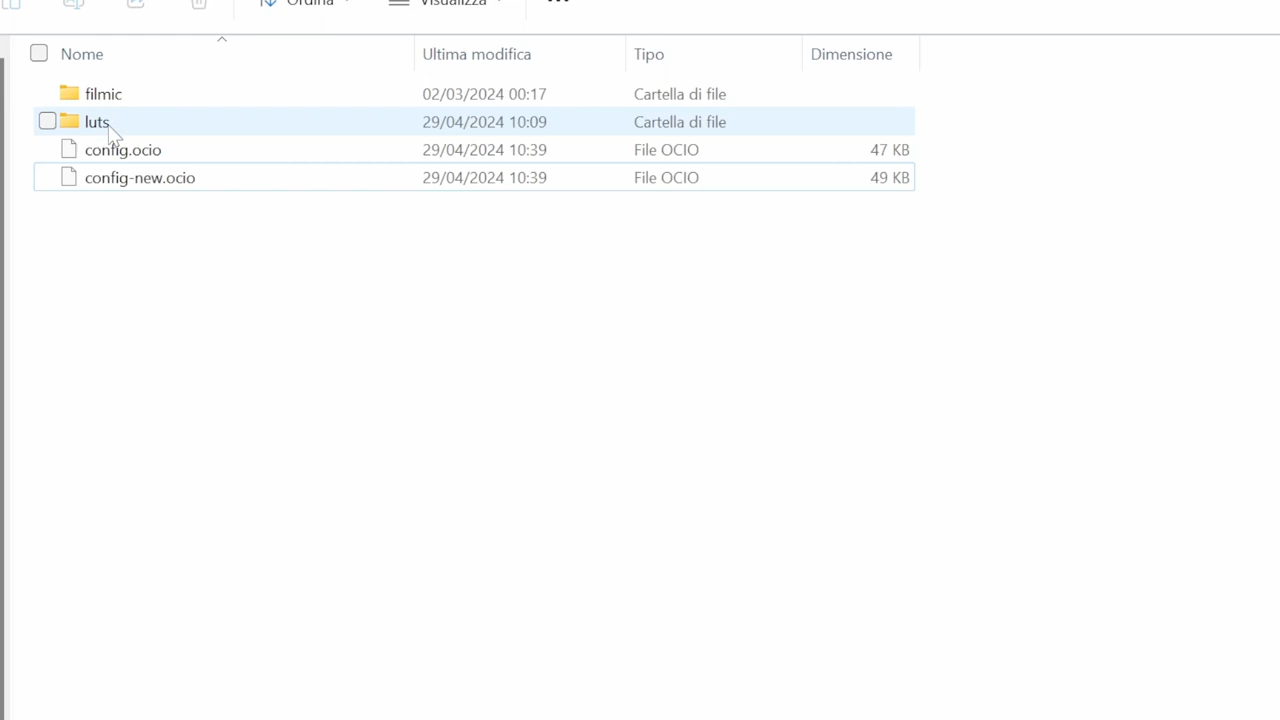 Ordina Visualizza
Nome Ultima modifica Tipo Dimensione
filmic 02/03/2024 00:17 Cartella di file
luts 29/04/2024 10:09 Cartella di file
config.ocio 29/04/2024 10:39 File OCIO 47 KB
config-new.ocio 29/04/2024 10:39 File OCIO 49 KB